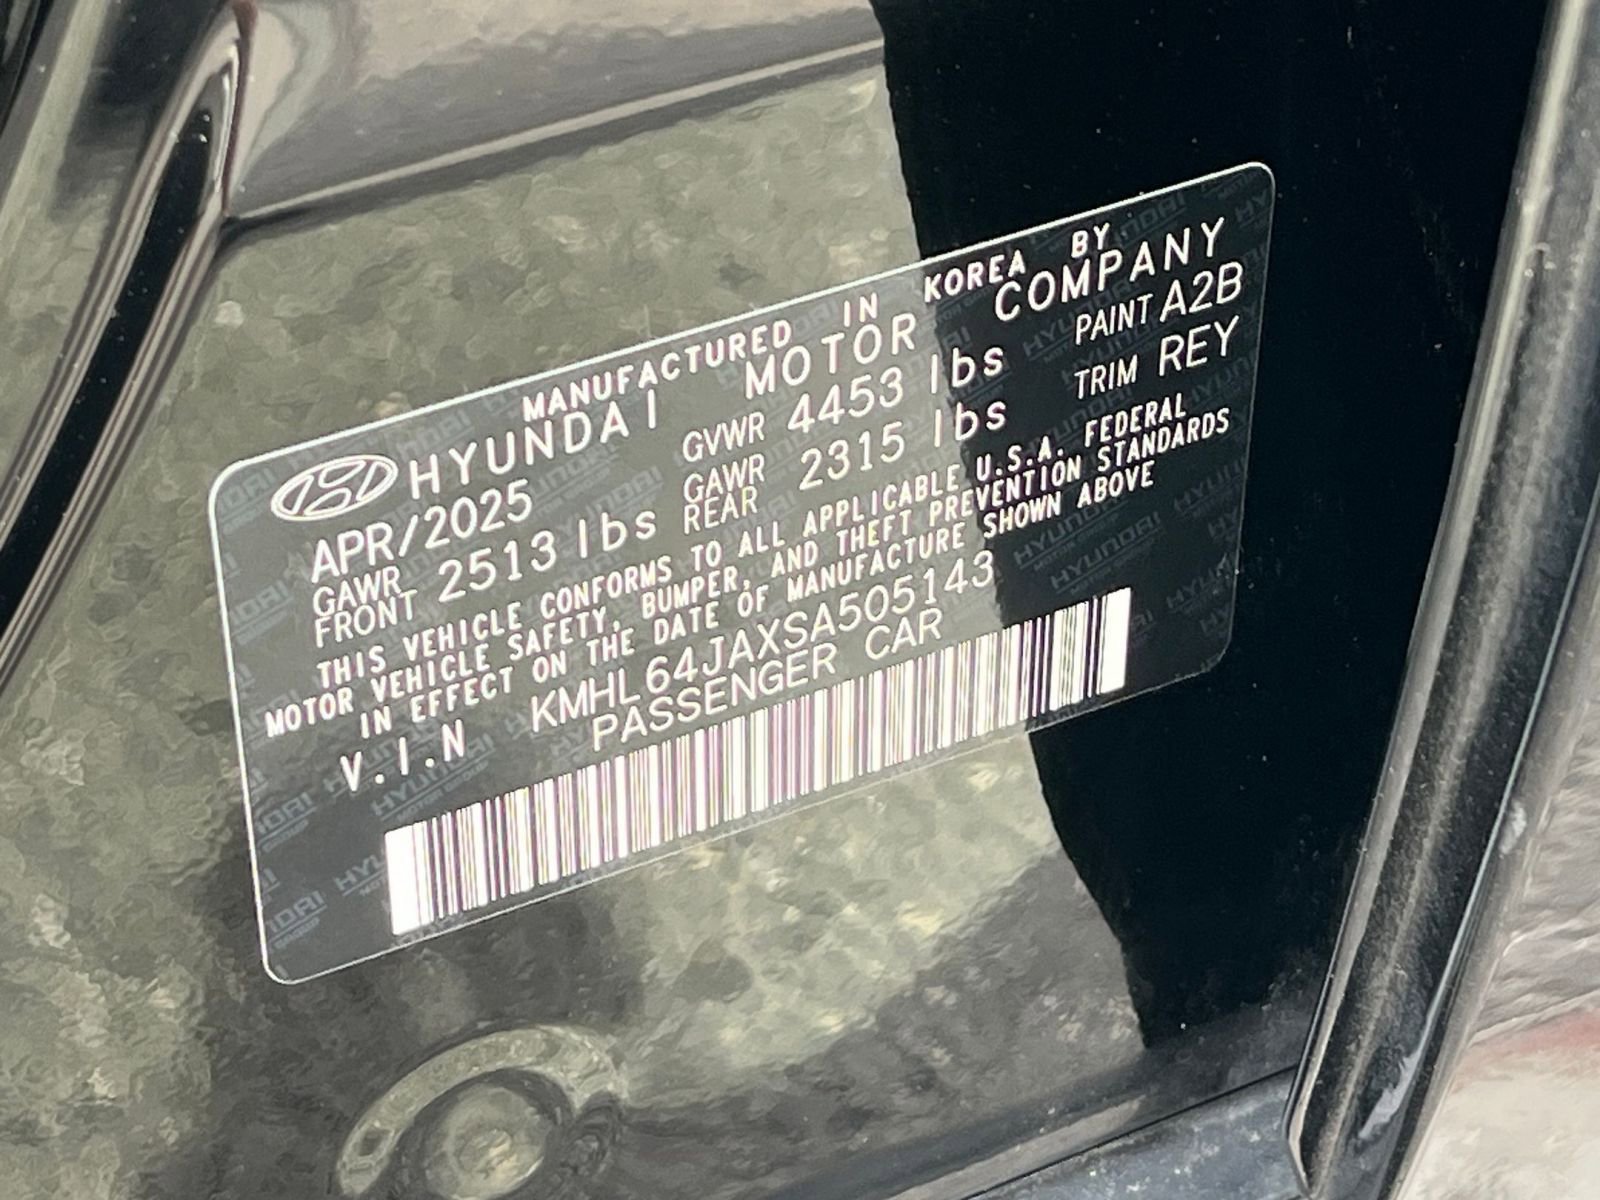 MANUFACTURED IN KOREA BY
HYUNDAI MOTOR COMPANY
APR/2025 GVWR 4453 lbs PAINT A2B
GAWR FRONT 2513 lbs GAWR REAR 2315 lbs TRIM REY
THIS VEHICLE CONFORMS TO ALL APPLICABLE U.S.A. FEDERAL
MOTOR VEHICLE SAFETY, BUMPER, AND THEFT PREVENTION STANDARDS
IN EFFECT ON THE DATE OF MANUFACTURE SHOWN ABOVE
V.I.N KMHL64JAXSA505143
PASSENGER CAR